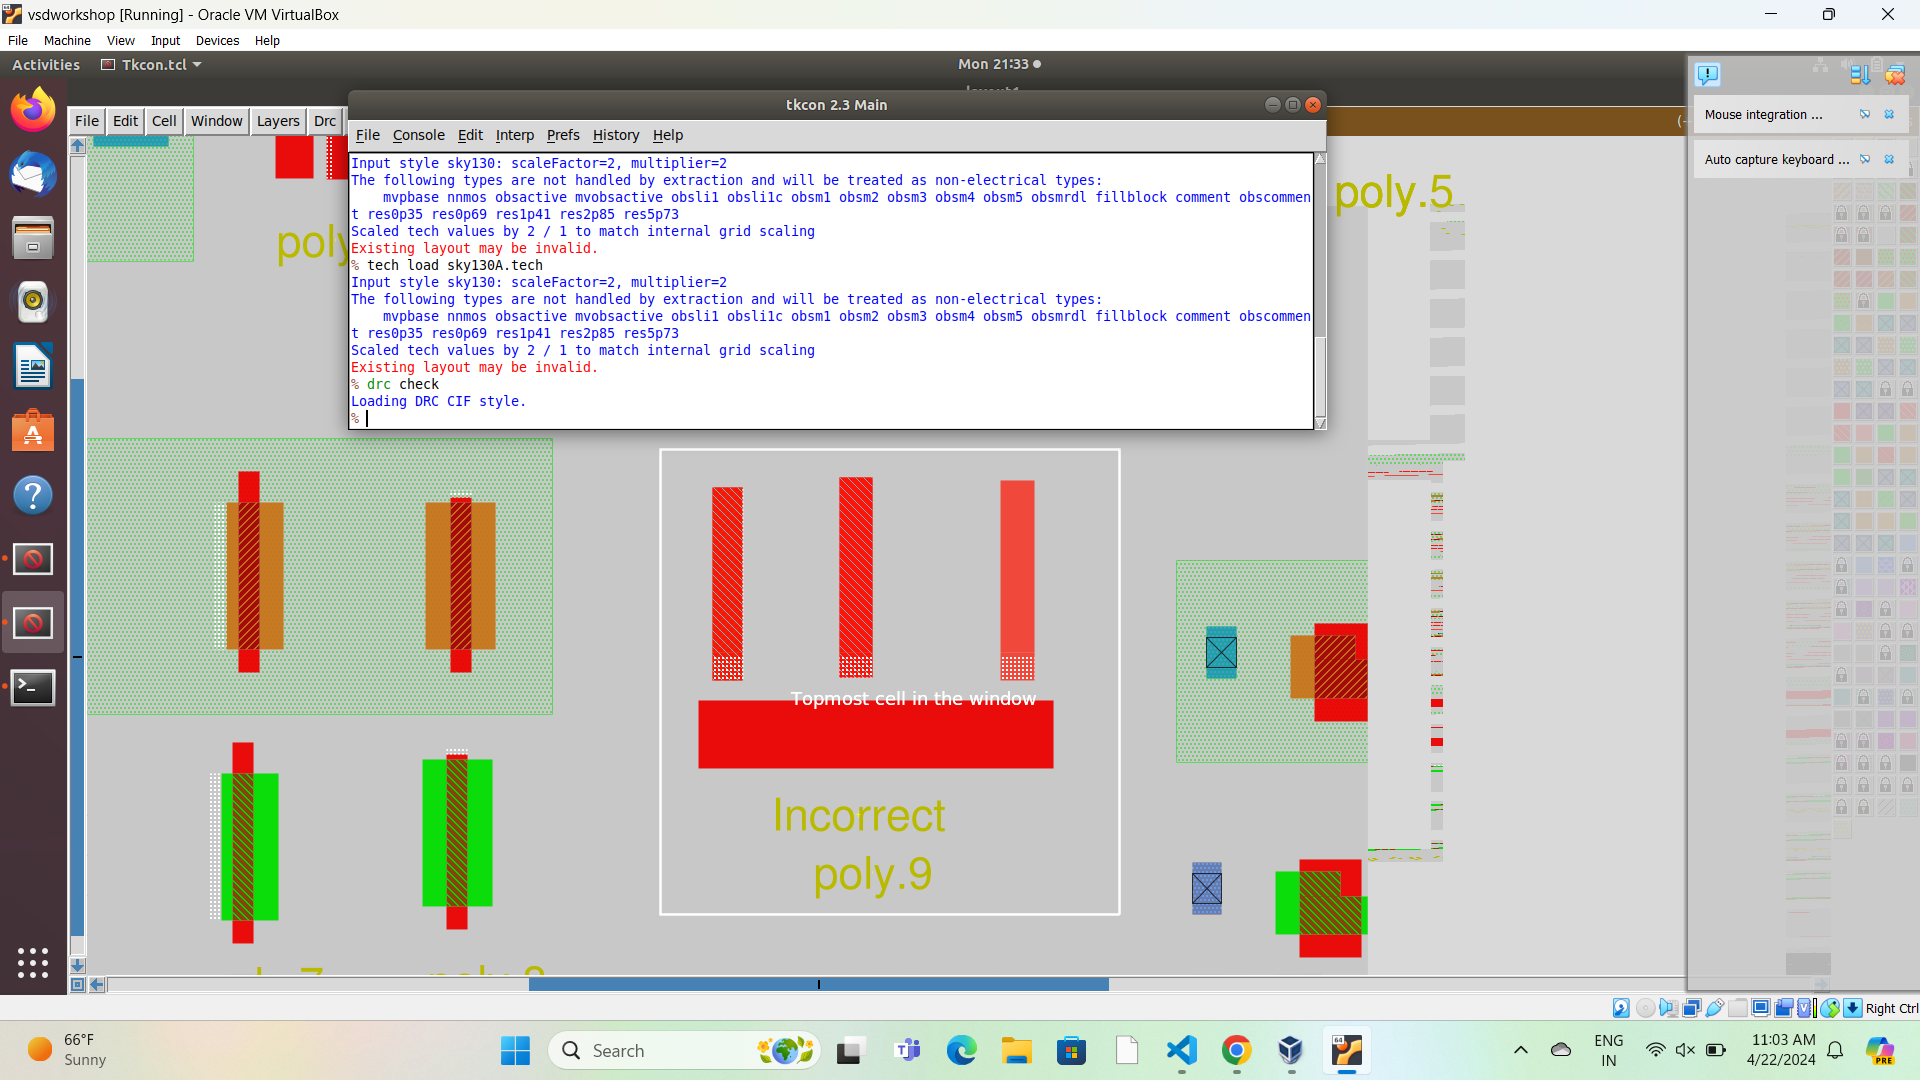 vsdworkshop [Running] - Oracle VM VirtualBox
File Machine View Input Devices Help
Activities Tkcon.tcl Mon 21:33
tkcon 2.3 Main
File Edit Cell Window Layers Drc
File Console Edit Interp Prefs History Help
Input style sky130: scaleFactor=2, multiplier=2
The following types are not handled by extraction and will be treated as non-electrical types:
mvpbase nnmos obsactive mvobsactive obsli1 obsli1c obsm1 obsm2 obsm3 obsm4 obsm5 obsmrdl fillblock comment obscommen
t res0p35 res0p69 res1p41 res2p85 res5p73
Scaled tech values by 2 / 1 to match internal grid scaling
Existing layout may be invalid.
% tech load sky130A.tech
Input style sky130: scaleFactor=2, multiplier=2
The following types are not handled by extraction and will be treated as non-electrical types:
mvpbase nnmos obsactive mvobsactive obsli1 obsli1c obsm1 obsm2 obsm3 obsm4 obsm5 obsmrdl fillblock comment obscommen
t res0p35 res0p69 res1p41 res2p85 res5p73
Scaled tech values by 2 / 1 to match internal grid scaling
Existing layout may be invalid.
% drc check
Loading DRC CIF style.
%
Mouse integration ...
Auto capture keyboard ...
poly.5
poly
Topmost cell in the window
Incorrect
poly.9
Right Ctrl
66°F
Sunny
Search
ENG
IN
11:03 AM
4/22/2024
PRE
64